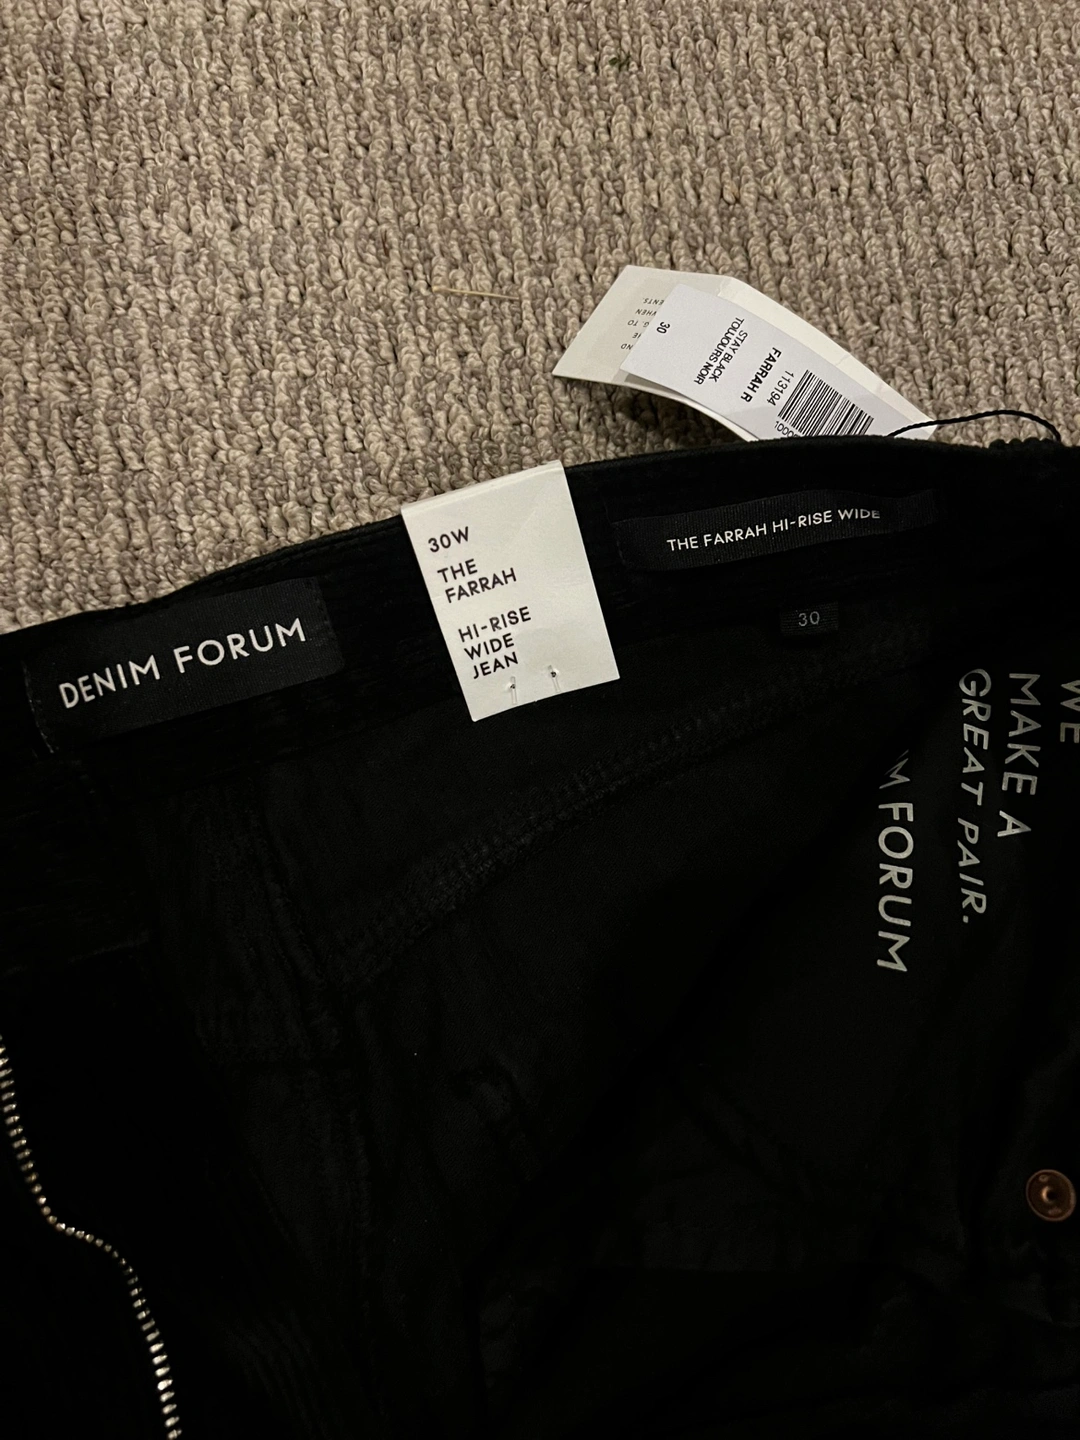 30
STAY BLACK
TOUJOURS NOIR
FARRAH R
113194
DENIM FORUM
30W
THE
FARRAH
HI-RISE
WIDE
JEAN
THE FARRAH HI-RISE WIDE
30
WE
MAKE A
GREAT PAIR.
FORUM